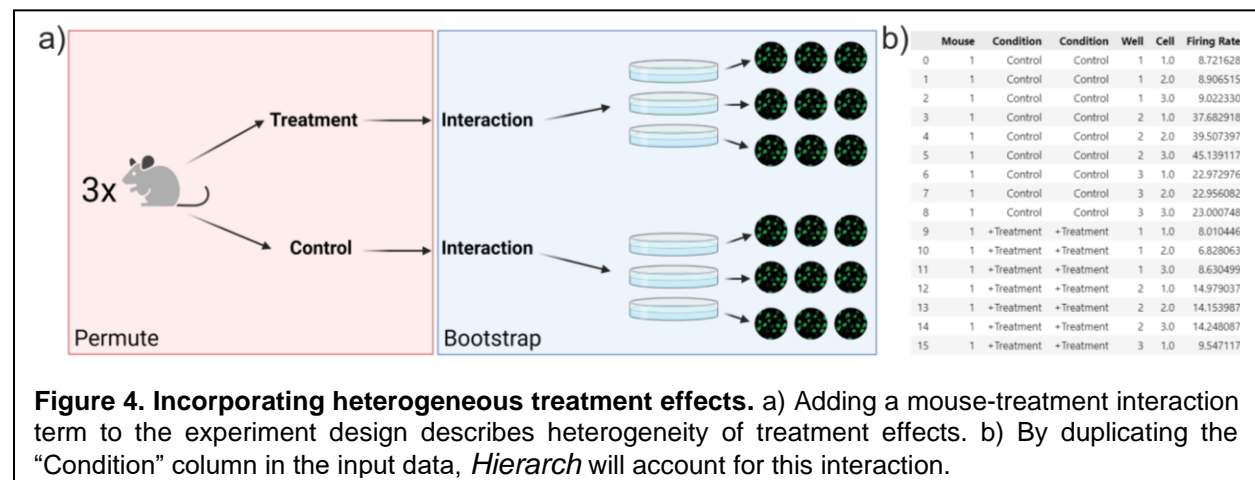 a)
3x
Treatment
Control
Permute
Interaction
Interaction
Bootstrap
b)
Mouse Condition Condition Well Cell Firing Rate
0 1 Control Control 1 1.0 8.721628
1 1 Control Control 1 2.0 8.906515
2 1 Control Control 1 3.0 9.022330
3 1 Control Control 2 1.0 37.682918
4 1 Control Control 2 2.0 39.507397
5 1 Control Control 2 3.0 45.139117
6 1 Control Control 3 1.0 22.972976
7 1 Control Control 3 2.0 22.956082
8 1 Control Control 3 3.0 23.000748
9 1 +Treatment +Treatment 1 1.0 8.010446
10 1 +Treatment +Treatment 1 2.0 6.828063
11 1 +Treatment +Treatment 1 3.0 8.630499
12 1 +Treatment +Treatment 2 1.0 14.979037
13 1 +Treatment +Treatment 2 2.0 14.153987
14 1 +Treatment +Treatment 2 3.0 14.248087
15 1 +Treatment +Treatment 3 1.0 9.547117
Figure 4. Incorporating heterogeneous treatment effects. a) Adding a mouse-treatment interaction
term to the experiment design describes heterogeneity of treatment effects. b) By duplicating the
“Condition” column in the input data, Hierarch will account for this interaction.